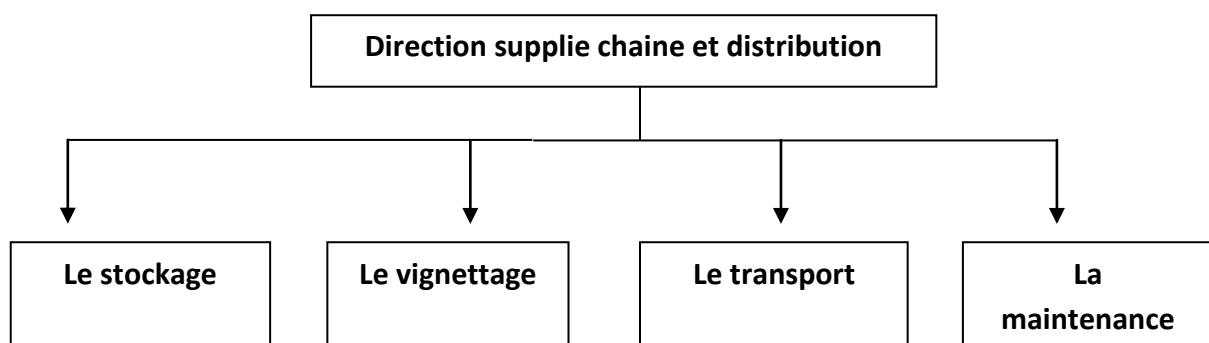 Direction supplie chaine et distribution
Le stockage
Le vignettage
Le transport
La
maintenance